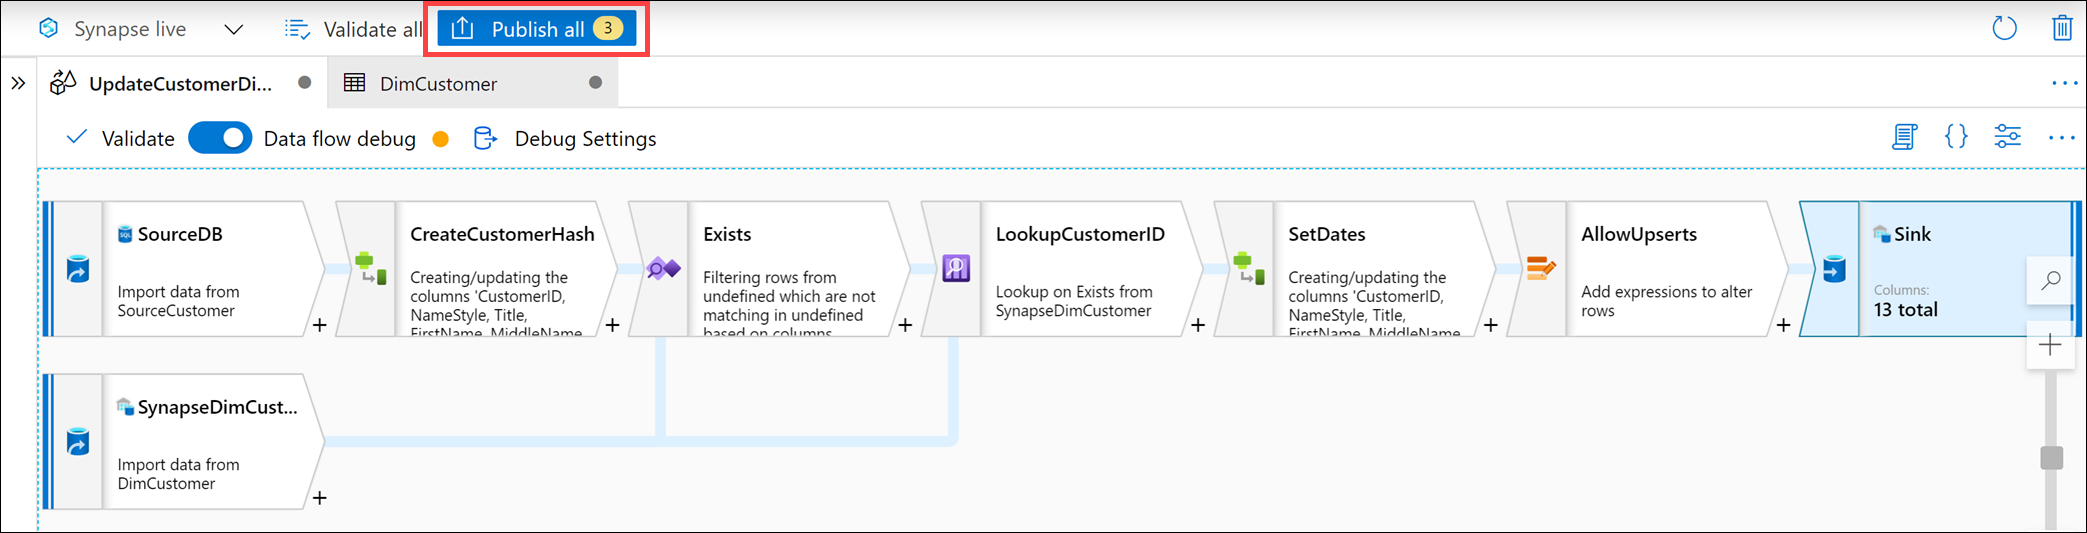 Synapse live
Validate all
Publish all 3
UpdateCustomerDi...
DimCustomer
Validate
Data flow debug
Debug Settings
SourceDB
Import data from
SourceCustomer
CreateCustomerHash
Creating/updating the
columns 'CustomerID,
NameStyle, Title,
FirstName, MiddleName
Exists
Filtering rows from
undefined which are not
matching in undefined
based on columns
LookupCustomerID
Lookup on Exists from
SynapseDimCustomer
SetDates
Creating/updating the
columns 'CustomerID,
NameStyle, Title,
FirstName, MiddleName
AllowUpserts
Add expressions to alter
rows
Sink
Columns:
13 total
SynapseDimCust...
Import data from
DimCustomer